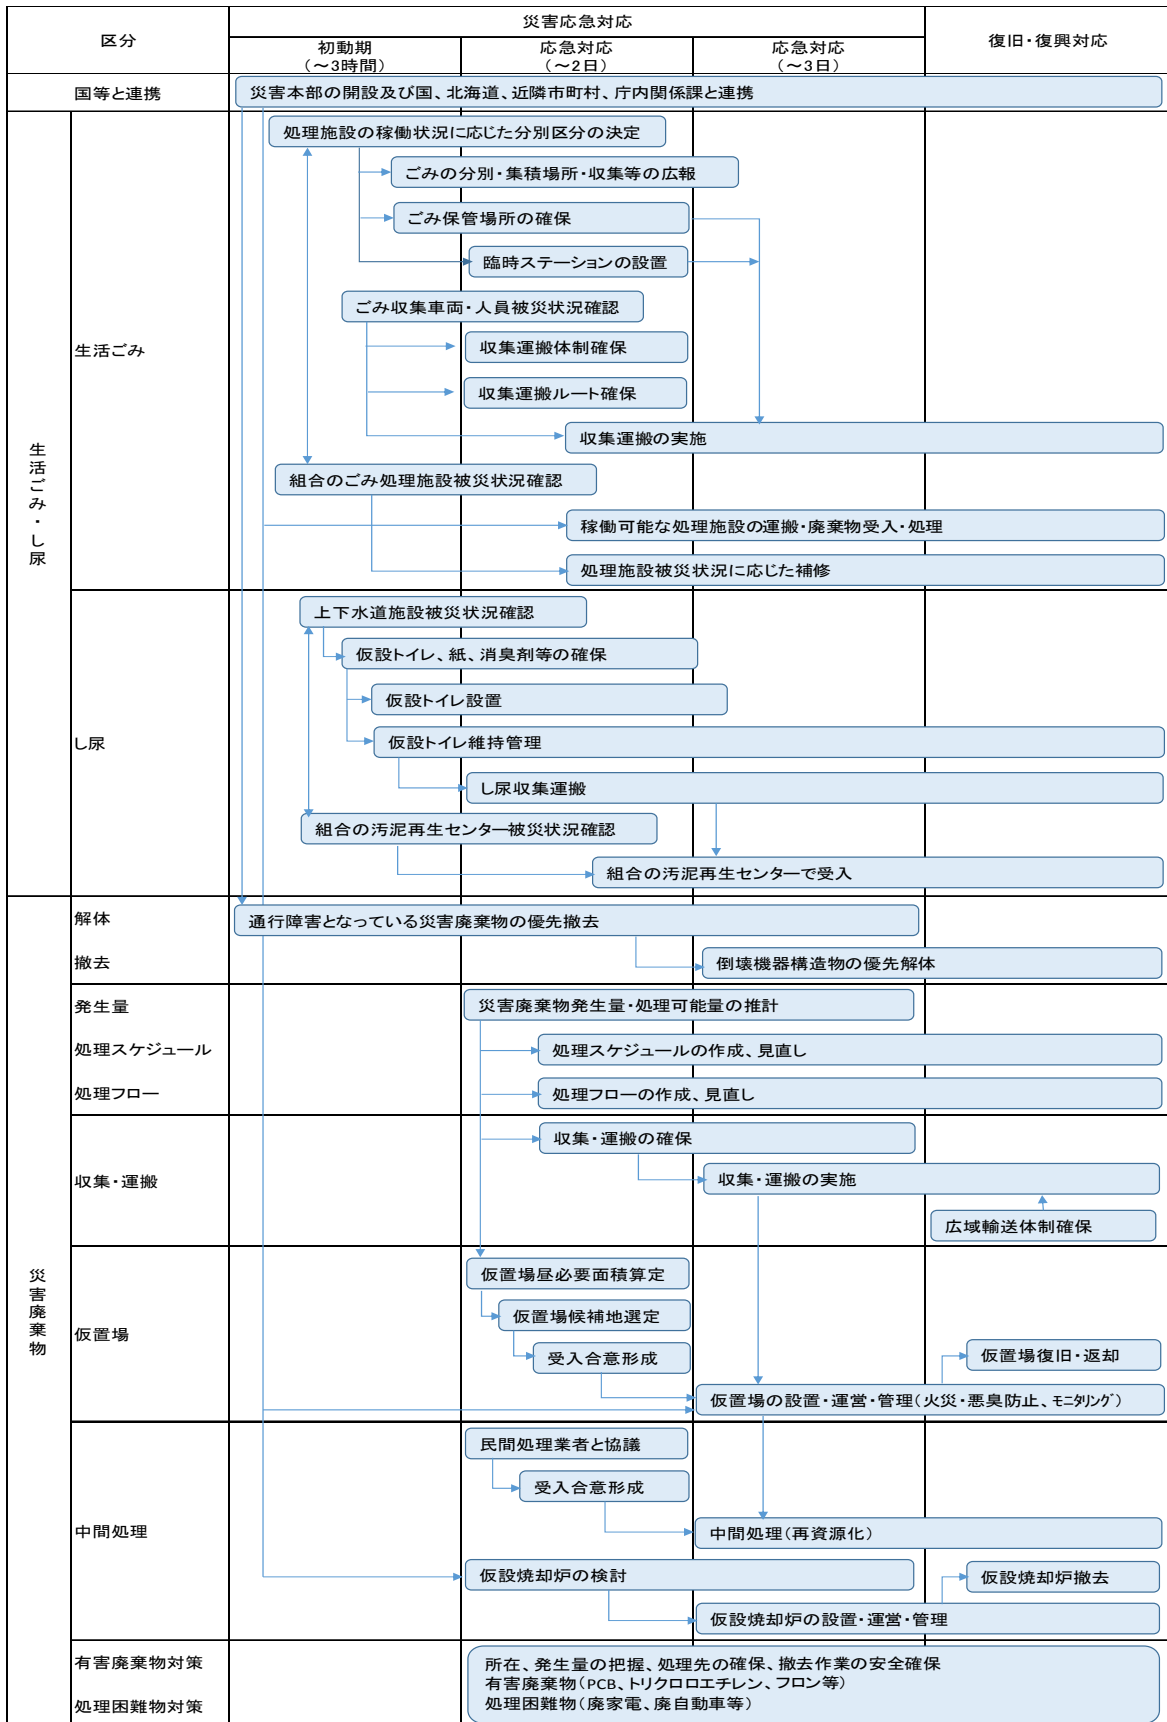 区分
災害応急対応
復旧・復興対応
初動期
(～3時間)
応急対応
(～2日)
応急対応
(～3日)
国等と連携
災害本部の開設及び国、北海道、近隣市町村、庁内関係課と連携
生活ごみ・し尿
生活ごみ
処理施設の稼働状況に応じた分別区分の決定
ごみの分別・集積場所・収集等の広報
ごみ保管場所の確保
臨時ステーションの設置
ごみ収集車両・人員被災状況確認
収集運搬体制確保
収集運搬ルート確保
収集運搬の実施
組合のごみ処理施設被災状況確認
稼働可能な処理施設の運搬・廃棄物受入・処理
処理施設被災状況に応じた補修
し尿
上下水道施設被災状況確認
仮設トイレ、紙、消臭剤等の確保
仮設トイレ設置
仮設トイレ維持管理
し尿収集運搬
組合の汚泥再生センター被災状況確認
組合の汚泥再生センターで受入
災害廃棄物
解体
通行障害となっている災害廃棄物の優先撤去
撤去
倒壊機器構造物の優先解体
発生量
災害廃棄物発生量・処理可能量の推計
処理スケジュール
処理スケジュールの作成、見直し
処理フロー
処理フローの作成、見直し
収集・運搬
収集・運搬の確保
収集・運搬の実施
広域輸送体制確保
仮置場
仮置場昼必要面積算定
仮置場候補地選定
受入合意形成
仮置場復旧・返却
仮置場の設置・運営・管理(火災・悪臭防止、モニタリング)
中間処理
民間処理業者と協議
受入合意形成
中間処理(再資源化)
仮設焼却炉の検討
仮設焼却炉撤去
仮設焼却炉の設置・運営・管理
有害廃棄物対策
処理困難物対策
所在、発生量の把握、処理先の確保、撤去作業の安全確保
有害廃棄物(PCB、トリクロロエチレン、フロン等)
処理困難物(廃家電、廃自動車等)